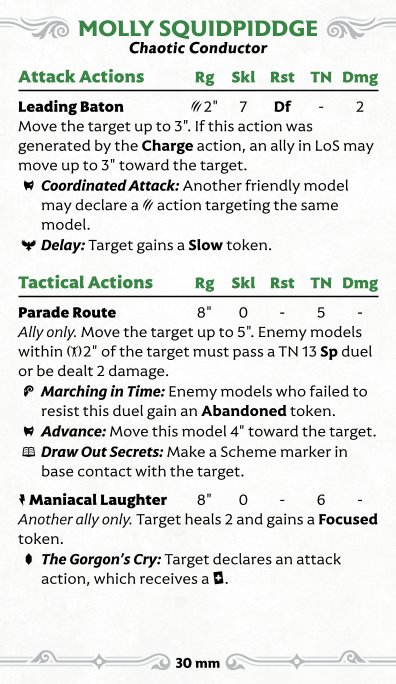 MOLLY SQUIDPIDDGE
Chaotic Conductor
Attack Actions Rg Skl Rst TN Dmg
Leading Baton 2" 7 Df - 2
Move the target up to 3". If this action was
generated by the Charge action, an ally in LoS may
move up to 3" toward the target.
Coordinated Attack: Another friendly model
may declare a action targeting the same
model.
Delay: Target gains a Slow token.
Tactical Actions Rg Skl Rst TN Dmg
Parade Route 8" 0 - 5 -
Ally only. Move the target up to 5". Enemy models
within 2" of the target must pass a TN 13 Sp duel
or be dealt 2 damage.
Marching in Time: Enemy models who failed to
resist this duel gain an Abandoned token.
Advance: Move this model 4" toward the target.
Draw Out Secrets: Make a Scheme marker in
base contact with the target.
Maniacal Laughter 8" 0 - 6 -
Another ally only. Target heals 2 and gains a Focused
token.
The Gorgon's Cry: Target declares an attack
action, which receives a .
30 mm